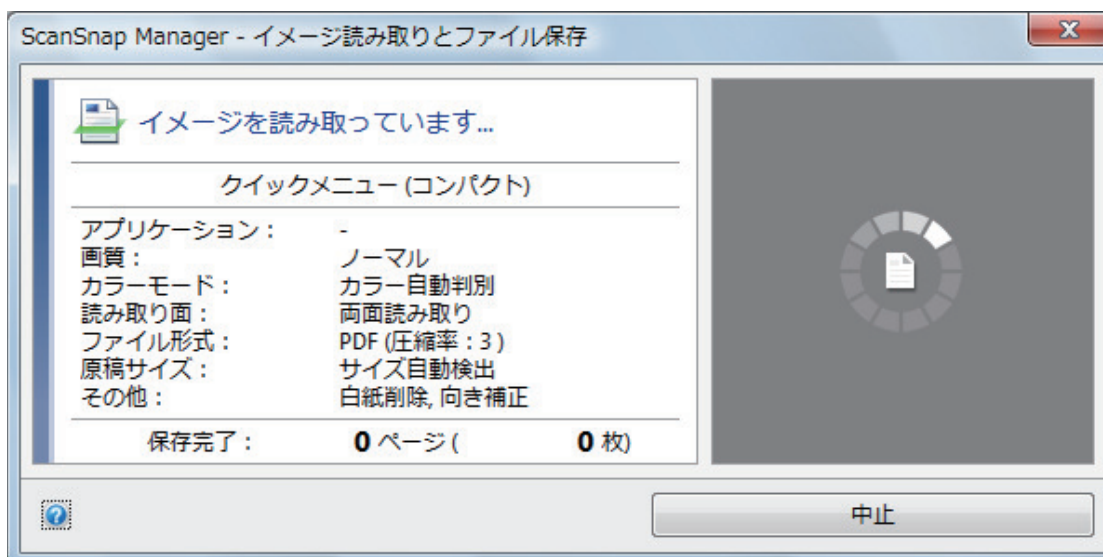 ScanSnap Manager - イメージ読み取りとファイル保存
イメージを読み取っています...
クイックメニュー (コンパクト)
アプリケーション : -
画質 : ノーマル
カラーモード : カラー自動判別
読み取り面 : 両面読み取り
ファイル形式 : PDF (圧縮率 : 3 )
原稿サイズ : サイズ自動検出
その他 : 白紙削除, 向き補正
保存完了 : 0 ページ ( 0 枚)
中止